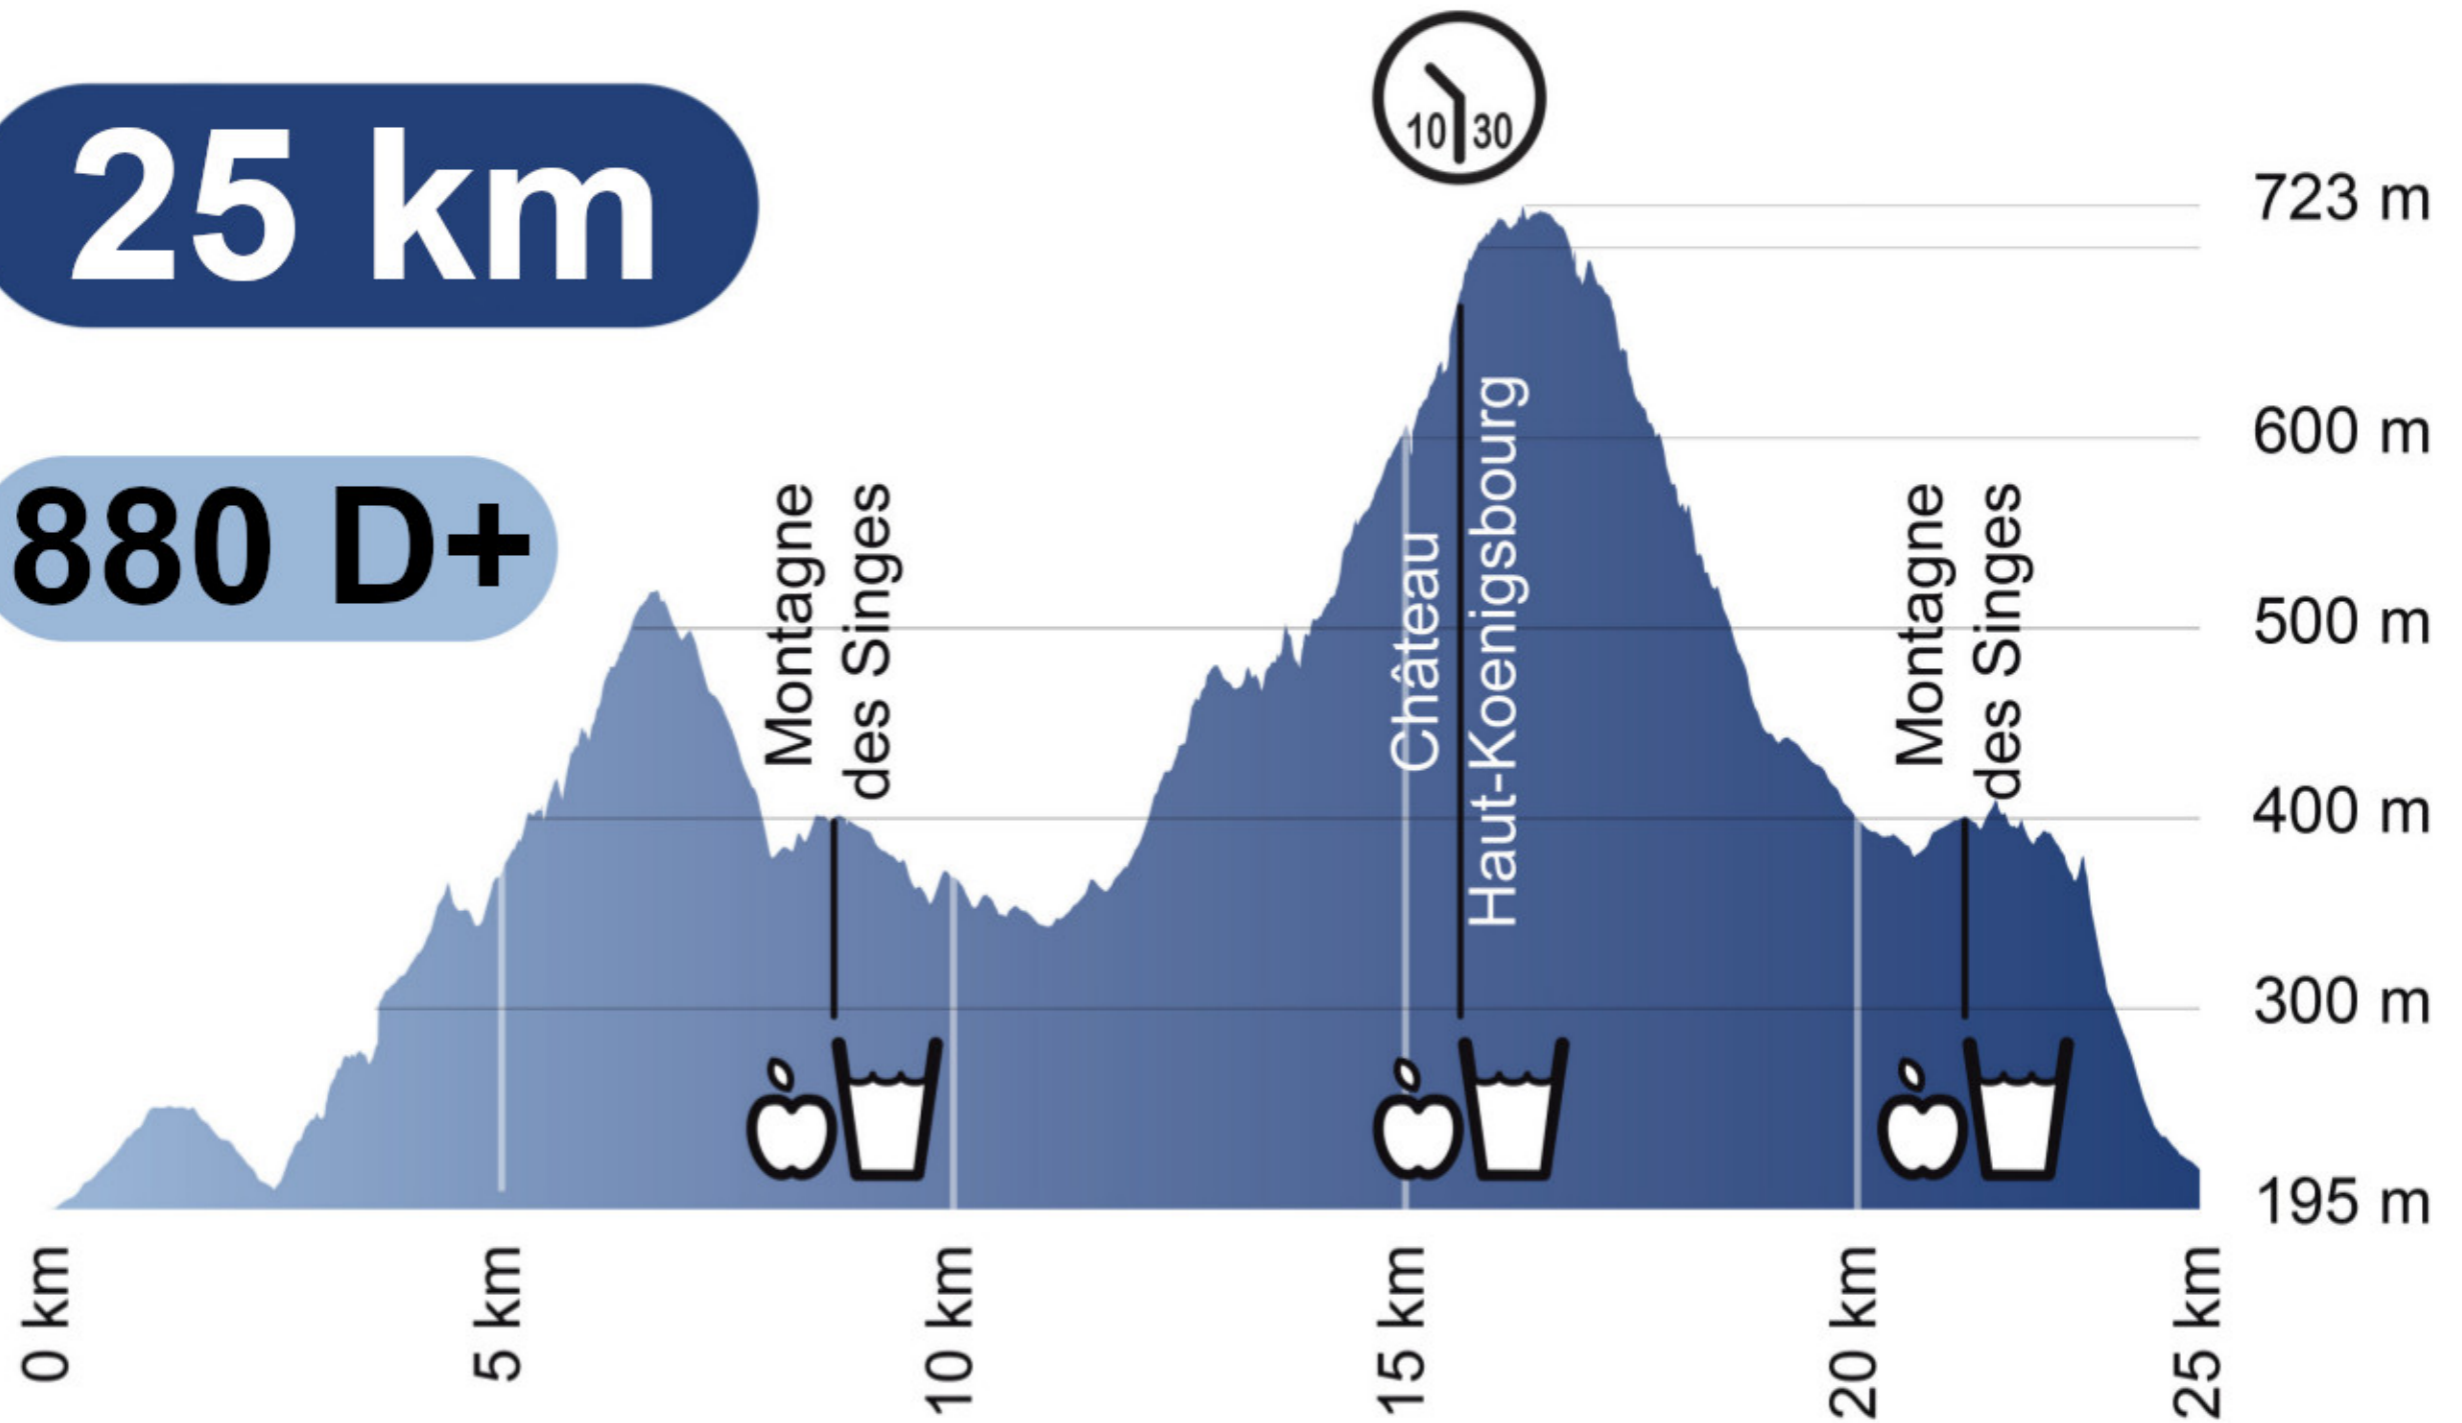 25 km
880 D+
10 30
Montagne
des Singes
Château
Haut-Koenigsbourg
Montagne
des Singes
723 m
600 m
500 m
400 m
300 m
195 m
0 km
5 km
10 km
15 km
20 km
25 km